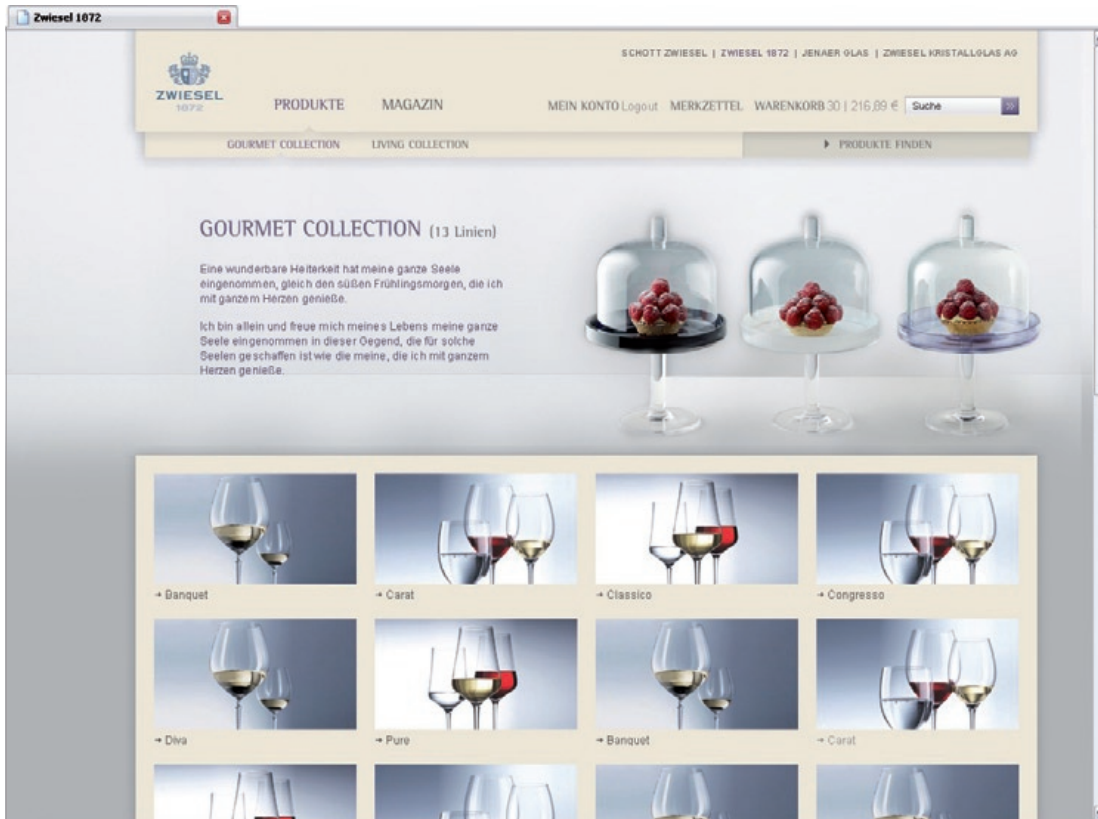 Zwiesel 1872
SCHOTT ZWIESEL | ZWIESEL 1872 | JENAER GLAS | ZWIESEL KRISTALLGLAS AG
ZWIESEL
1872
PRODUKTE MAGAZIN MEIN KONTO Logout MERKZETTEL WARENKORB 30 | 216,89 € Suche
GOURMET COLLECTION LIVING COLLECTION PRODUKTE FINDEN
GOURMET COLLECTION (13 Linien)
Eine wunderbare Heiterkeit hat meine ganze Seele
eingenommen, gleich den süßen Frühlingsmorgen, die ich
mit ganzem Herzen genieße.
Ich bin allein und freue mich meines Lebens meine ganze
Seele eingenommen in dieser Gegend, die für solche
Seelen geschaffen ist wie die meine, die ich mit ganzem
Herzen genieße.
→ Banquet → Carat → Classico → Congresso
→ Diva → Pure → Banquet → Carat